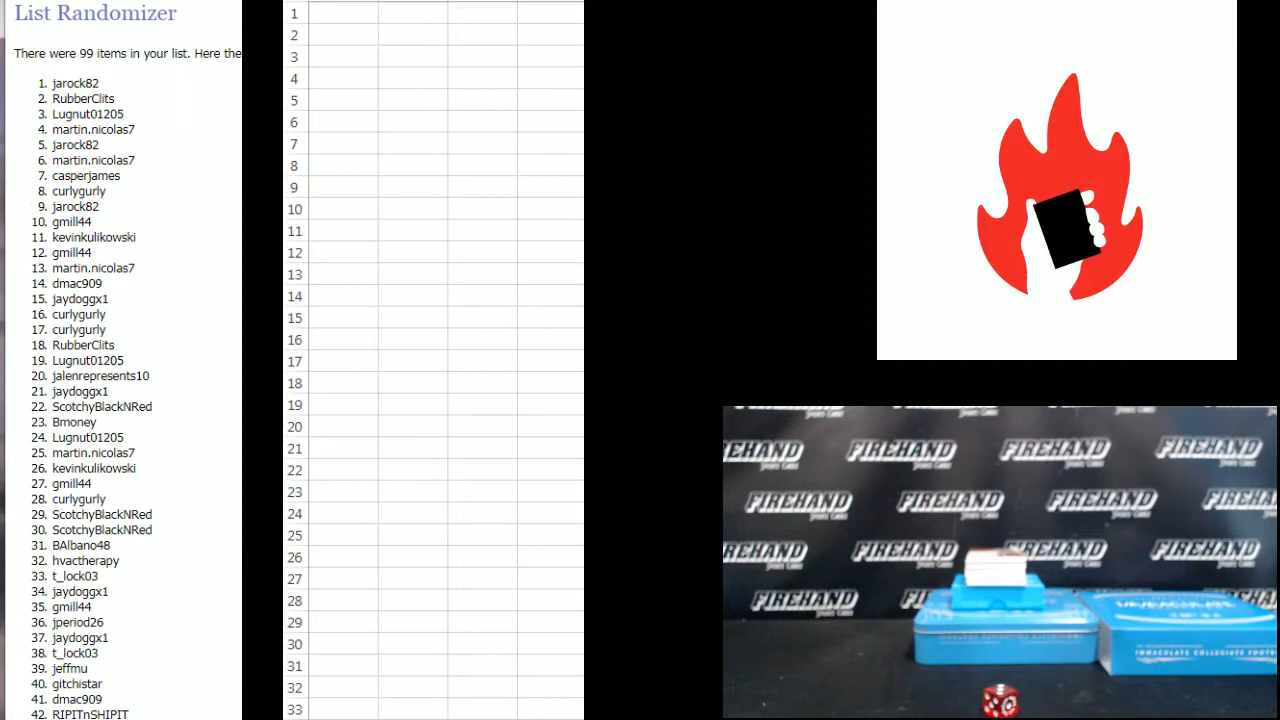 List Randomizer
There were 99 items in your list. Here the
1. jarock82
2. RubberClits
3. Lugnut01205
4. martin.nicolas7
5. jarock82
6. martin.nicolas7
7. casperjames
8. curlygurly
9. jarock82
10. gmill44
11. kevinkulikowski
12. gmill44
13. martin.nicolas7
14. dmac909
15. jaydoggx1
16. curlygurly
17. curlygurly
18. RubberClits
19. Lugnut01205
20. jalenrepresents10
21. jaydoggx1
22. ScotchyBlackNRed
23. Bmoney
24. Lugnut01205
25. martin.nicolas7
26. kevinkulikowski
27. gmill44
28. curlygurly
29. ScotchyBlackNRed
30. ScotchyBlackNRed
31. BAlbano48
32. hvactherapy
33. t_lock03
34. jaydoggx1
35. gmill44
36. jperiod26
37. jaydoggx1
38. t_lock03
39. jeffmu
40. gitchistar
41. dmac909
42. RIPITnSHIPIT
1
2
3
4
5
6
7
8
9
10
11
12
13
14
15
16
17
18
19
20
21
22
23
24
25
26
27
28
29
30
31
32
33
FIREHAND FIREHAND FIREHAND FIREHAND
FIREHAND FIREHAND FIREHAND FIREHAND
FIREHAND FIREHAND FIREHAND FIREHAND
FIREHAND FIREHAND FIREHAND
IMMACULATE
IMMACULATE COLLEGIATE FOOTB